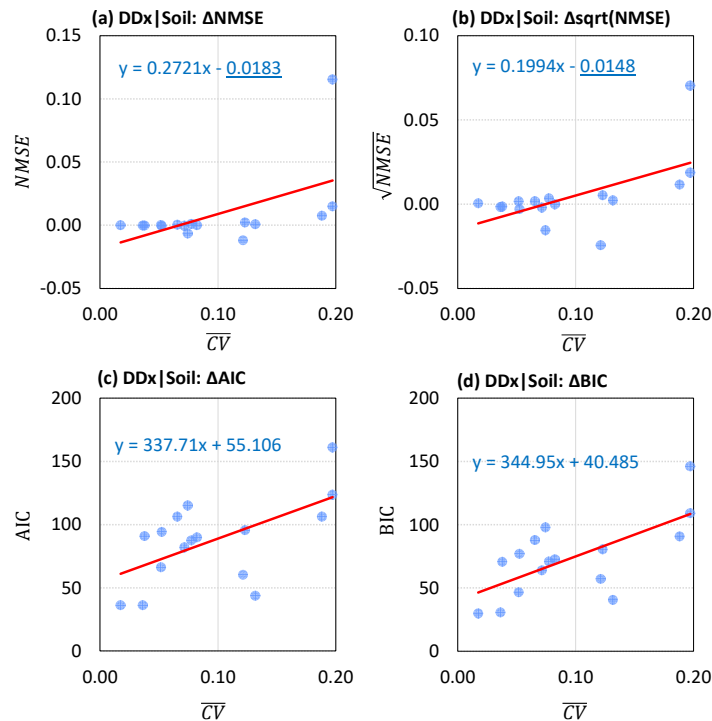 (a) DDx|Soil: ΔNMSE
y = 0.2721x - 0.0183
0.15
0.10
0.05
0.00
-0.05
NMSE
0.00
0.10
0.20
CV
(b) DDx|Soil: Δsqrt(NMSE)
y = 0.1994x - 0.0148
0.10
0.05
0.00
-0.05
√NMSE
0.00
0.10
0.20
CV
(c) DDx|Soil: ΔAIC
y = 337.71x + 55.106
200
150
100
50
0
AIC
0.00
0.10
0.20
CV
(d) DDx|Soil: ΔBIC
y = 344.95x + 40.485
200
150
100
50
0
BIC
0.00
0.10
0.20
CV